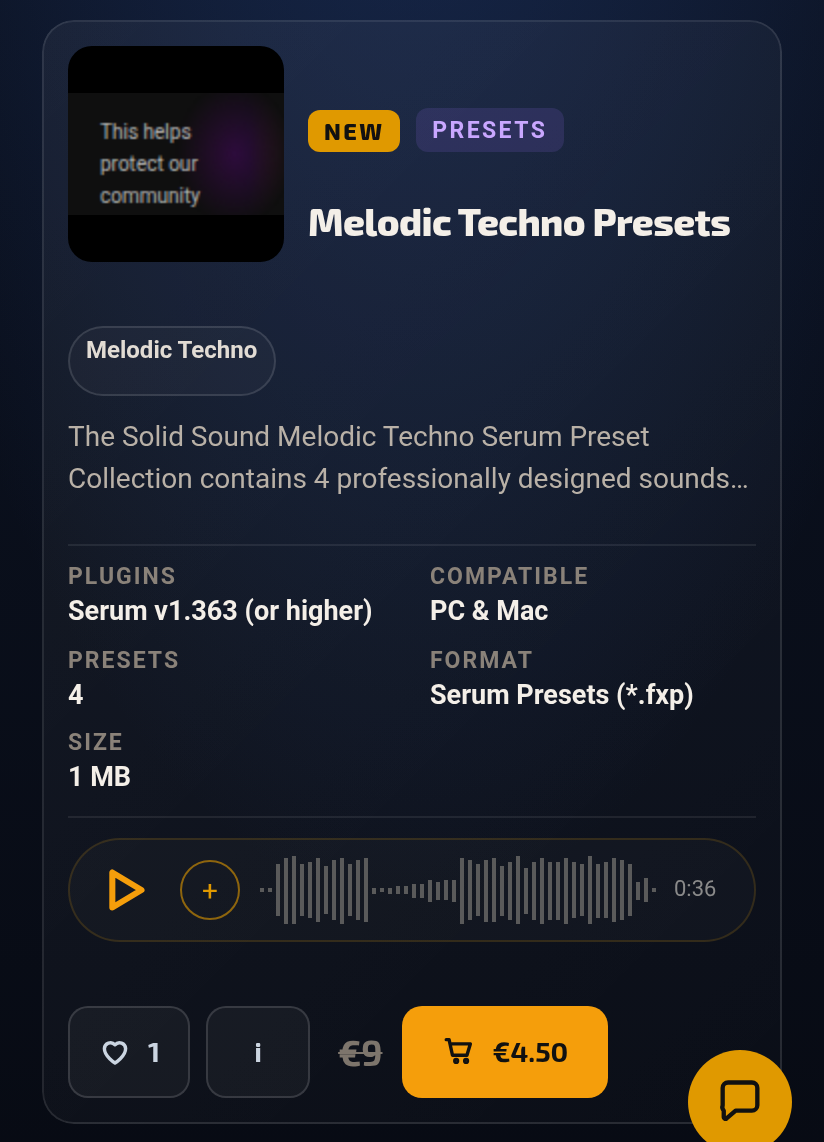 This helps
protect our
community
NEW
PRESETS
Melodic Techno Presets
Melodic Techno
The Solid Sound Melodic Techno Serum Preset
Collection contains 4 professionally designed sounds…
PLUGINS
Serum v1.363 (or higher)
COMPATIBLE
PC & Mac
PRESETS
4
FORMAT
Serum Presets (*.fxp)
SIZE
1 MB
+
0:36
1
i
€9
€4.50